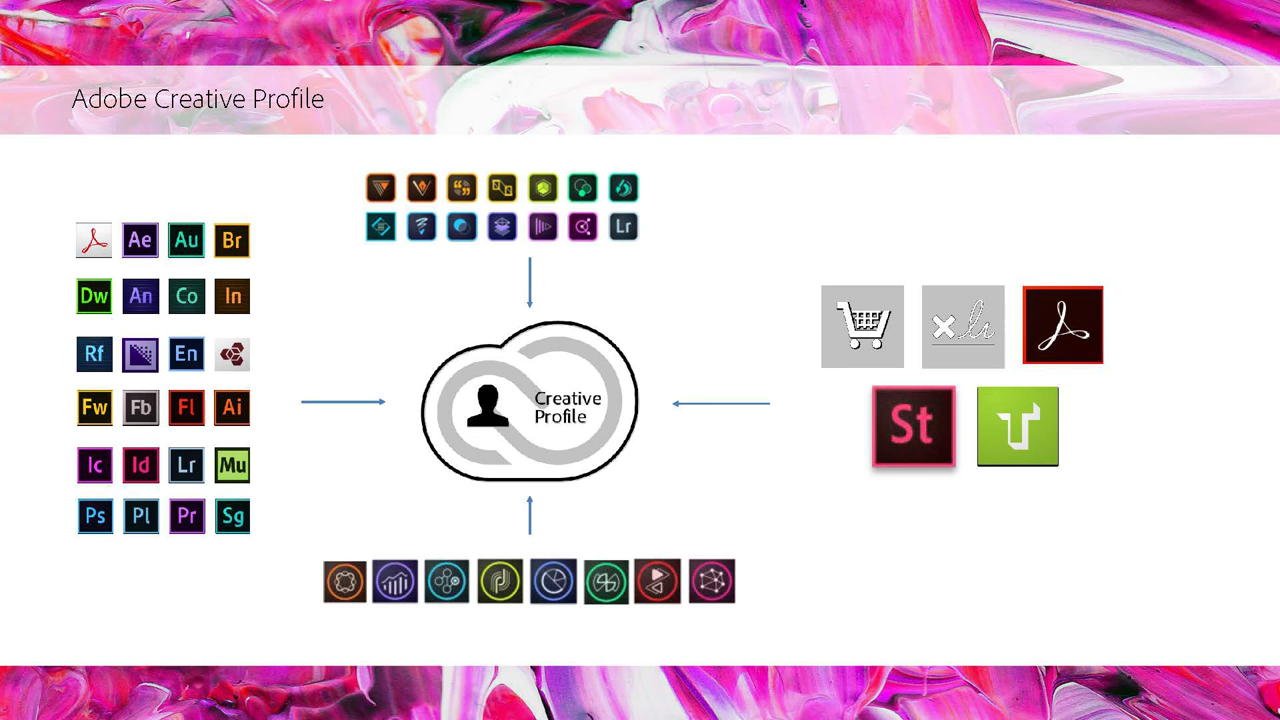 Adobe Creative Profile
Lr
Ae Au Br
Dw An Co In
Rf En
Fw Fb Fl Ai
Ic Id Lr Mu
Ps Pl Pr Sg
Creative
Profile
St